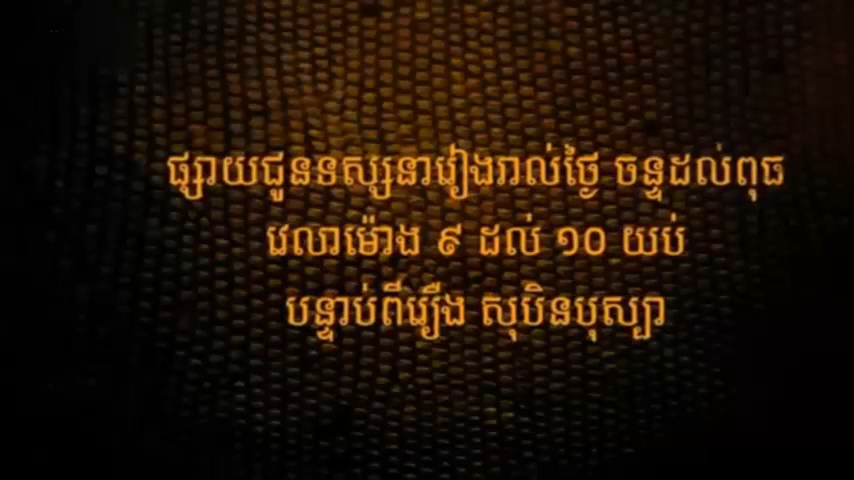 ផ្សាយជូនទស្សនារៀងរាល់ថ្ងៃ ចន្ទដល់ពុធ
វេលាម៉ោង ៩ ដល់ ១០ យប់
បន្ទាប់ពីរឿង សុបិនបុស្បា